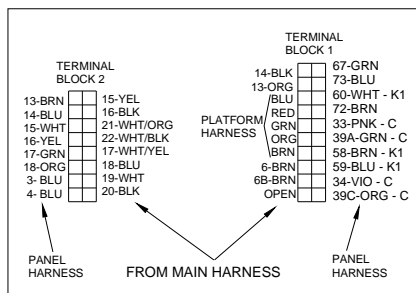 TERMINAL
BLOCK 2
13-BRN
14-BLU
15-WHT
16-YEL
17-GRN
18-ORG
3- BLU
4- BLU
15-YEL
16-BLK
21-WHT/ORG
22-WHT/BLK
17-WHT/YEL
18-BLU
19-WHT
20-BLK
PANEL
HARNESS
FROM MAIN HARNESS
TERMINAL
BLOCK 1
14-BLK
13-ORG
BLU
RED
GRN
ORG
BRN
6-BRN
6B-BRN
OPEN
PLATFORM
HARNESS
67-GRN
73-BLU
60-WHT - K1
72-BRN
33-PNK - C
39A-GRN - C
58-BRN - K1
59-BLU - K1
34-VIO - C
39C-ORG - C
PANEL
HARNESS